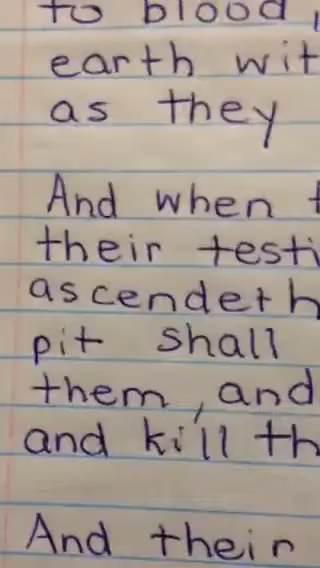 to blood,
earth wit
as they
And when t
their testi
ascendeth
pit shall
them, and
and kill th
And their